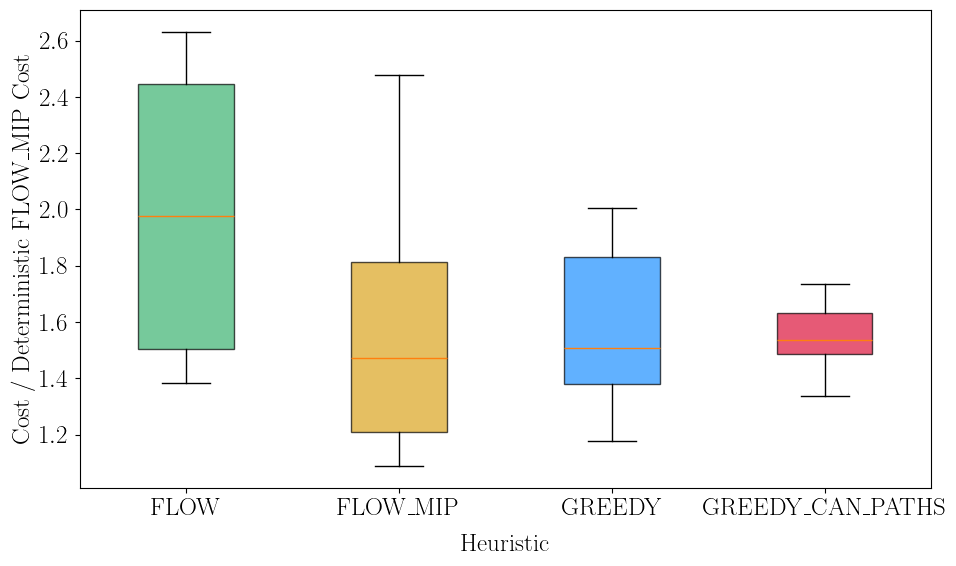 Cost / Deterministic FLOW_MIP Cost
2.6
2.4
2.2
2.0
1.8
1.6
1.4
1.2
FLOW
FLOW_MIP
GREEDY
GREEDY_CAN_PATHS
Heuristic